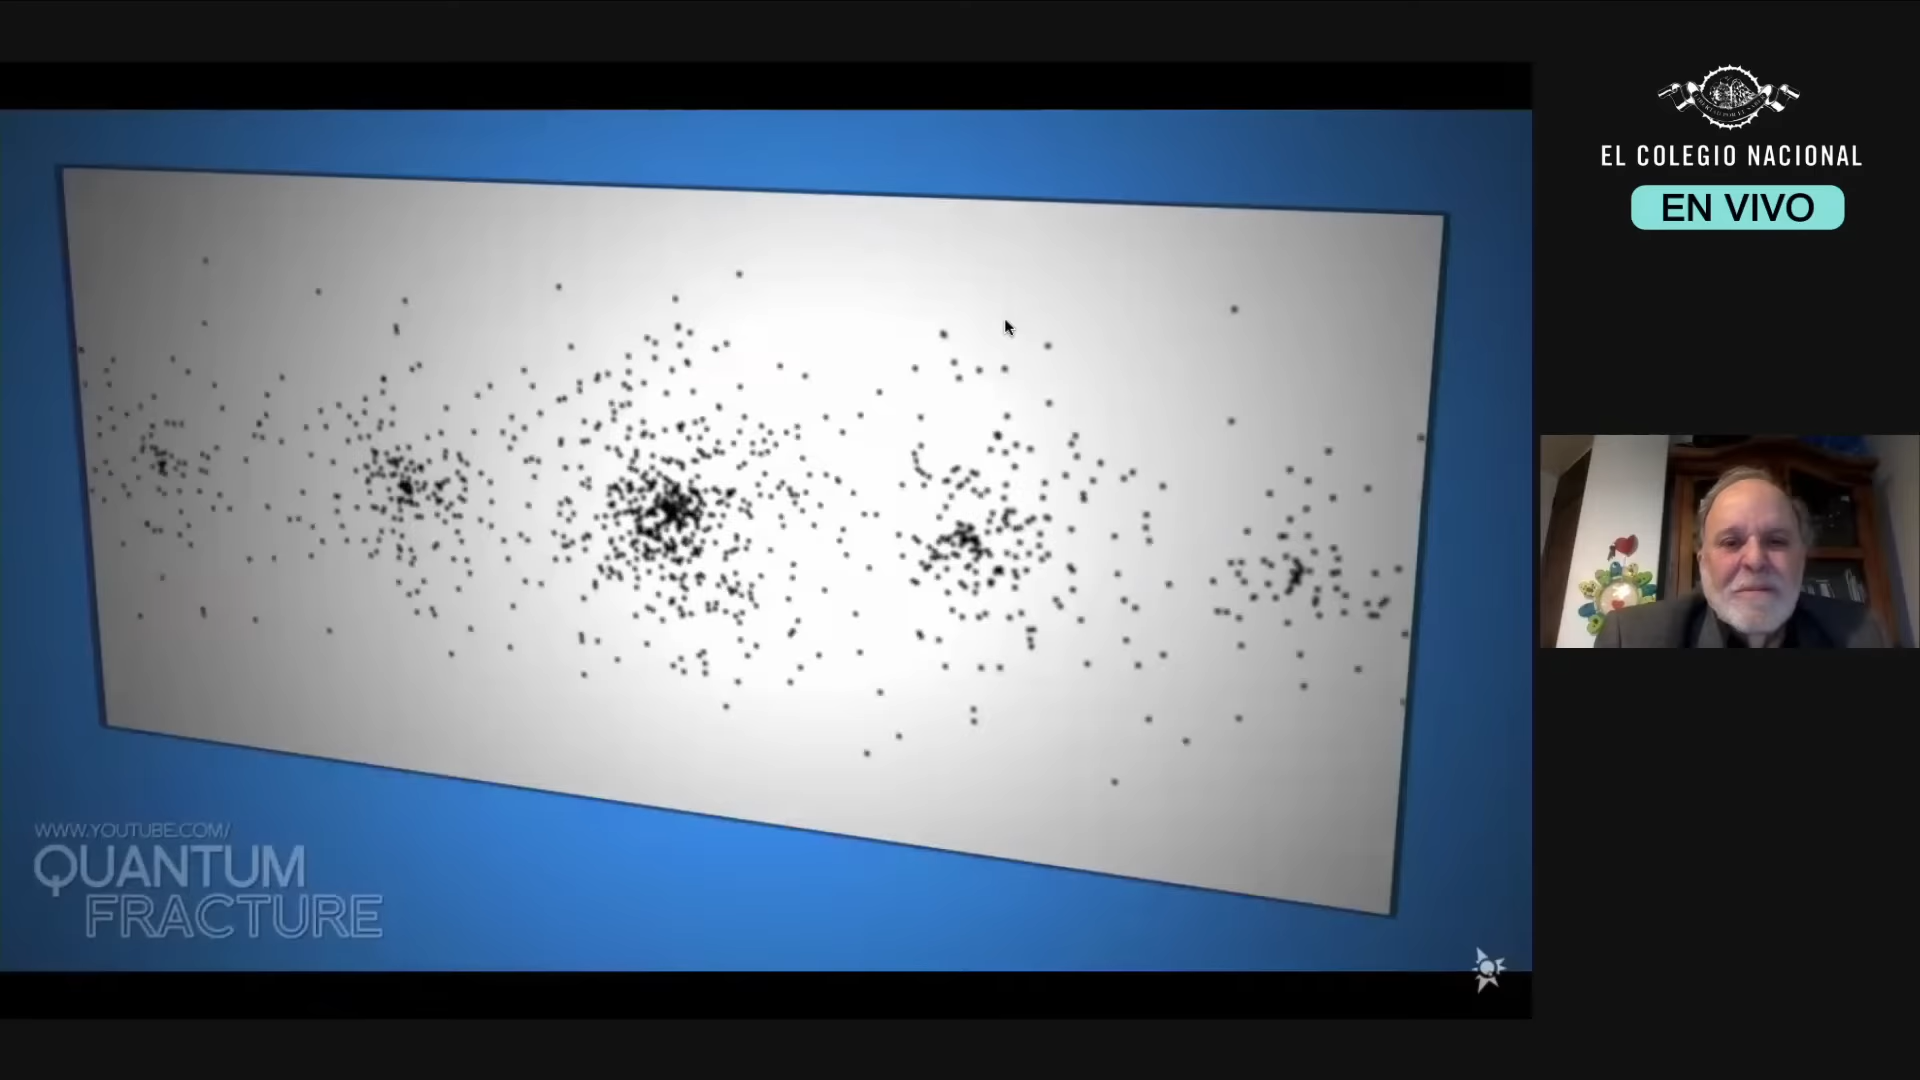 EL COLEGIO NACIONAL
EN VIVO
WWW.YOUTUBE.COM/
QUANTUM
FRACTURE